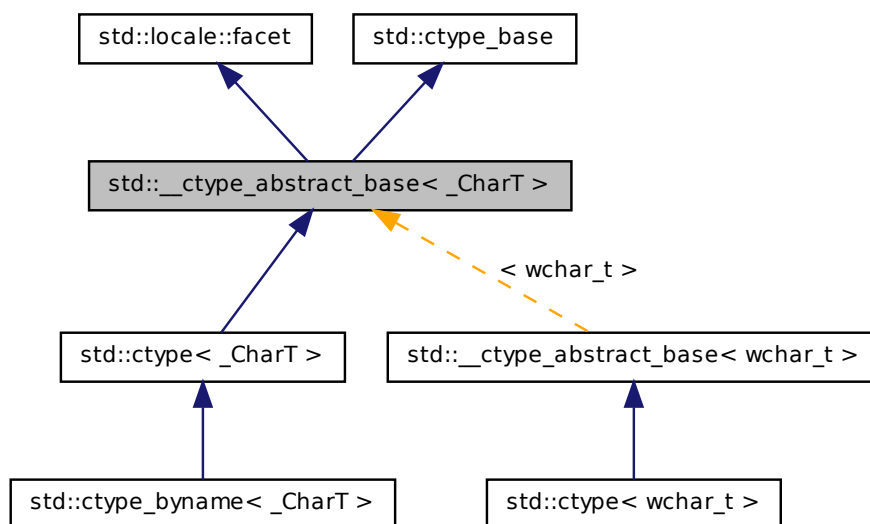 std::locale::facet
std::ctype_base
std::__ctype_abstract_base< _CharT >
< wchar_t >
std::ctype< _CharT >
std::__ctype_abstract_base< wchar_t >
std::ctype_byname< _CharT >
std::ctype< wchar_t >